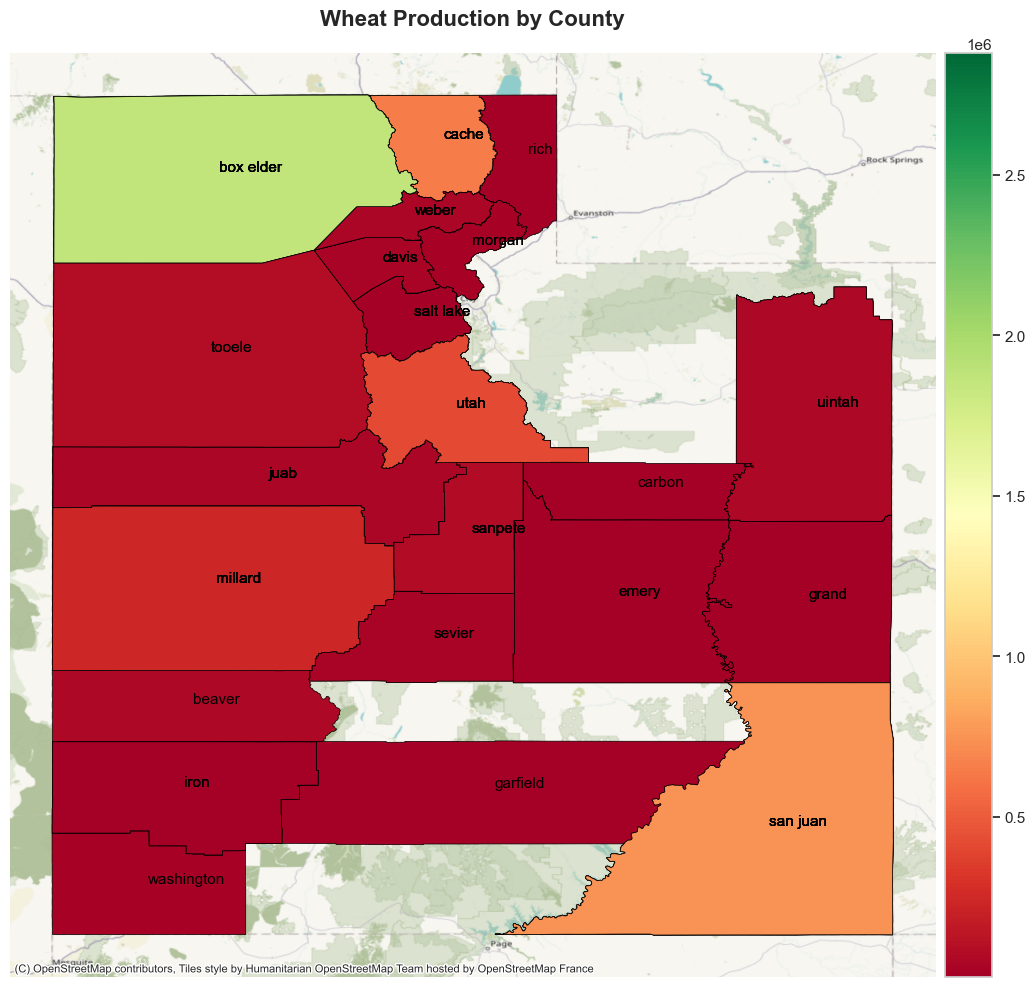 Wheat Production by County
1e6
cache
rich
box elder
Rock Springs
2.5
weber
Evanston
morgan
davis
salt lake
2.0
tooele
utah
uintah
juab
carbon
1.5
sanpete
millard
emery
grand
sevier
1.0
beaver
iron
garfield
san juan
0.5
washington
Page
Mesquite
(C) OpenStreetMap contributors, Tiles style by Humanitarian OpenStreetMap Team hosted by OpenStreetMap France